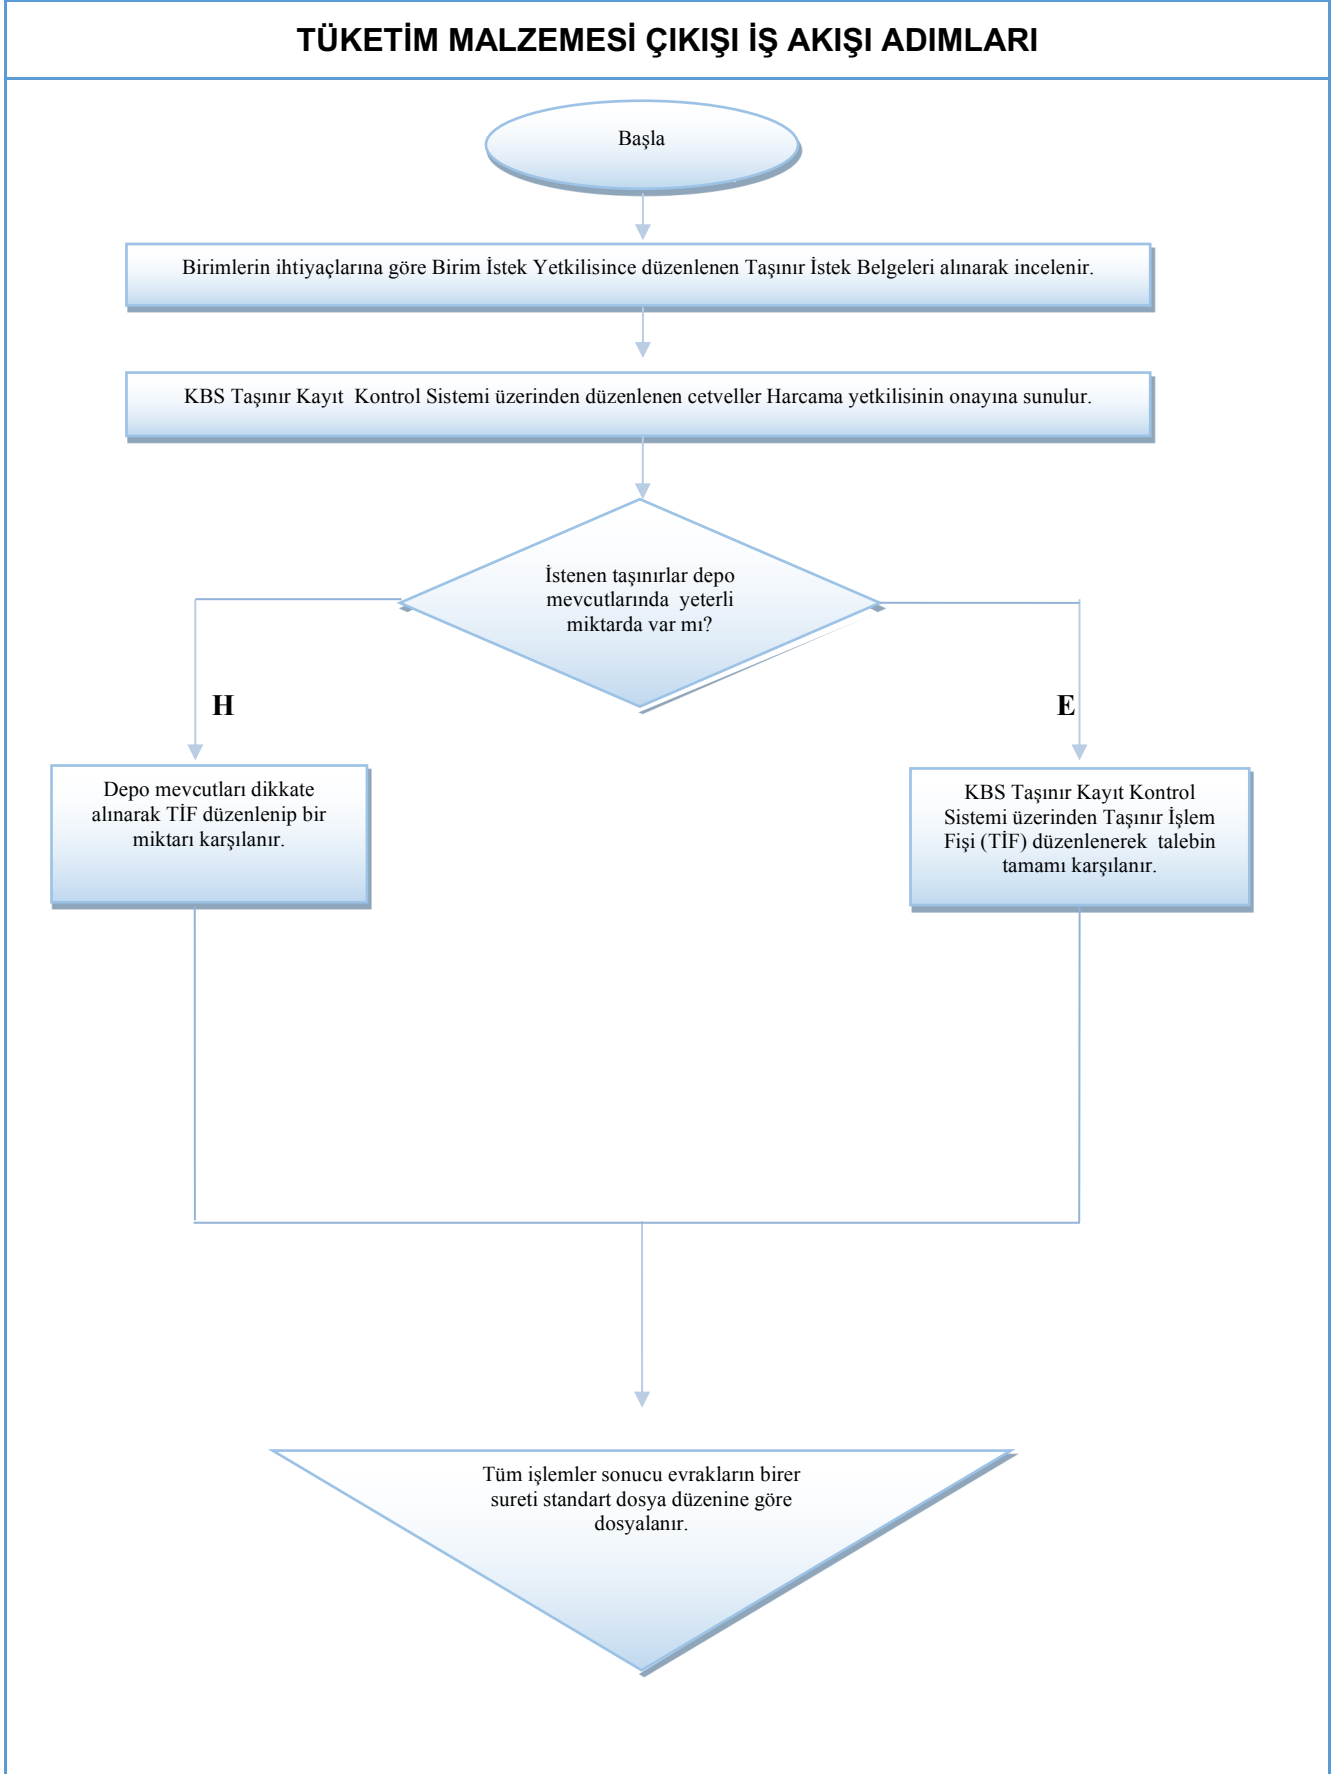 TÜKETİM MALZEMESİ ÇIKIŞI İŞ AKIŞI ADIMLARI
Başla
Birimlerin ihtiyaçlarına göre Birim İstek Yetkilisince düzenlenen Taşınır İstek Belgeleri alınarak incelenir.
KBS Taşınır Kayıt Kontrol Sistemi üzerinden düzenlenen cetveller Harcama yetkilisinin onayına sunulur.
İstenen taşınırlar depo
mevcutlarında yeterli
miktarda var mı?
H
E
Depo mevcutları dikkate
alınarak TİF düzenlenip bir
miktarı karşılanır.
KBS Taşınır Kayıt Kontrol
Sistemi üzerinden Taşınır İşlem
Fişi (TİF) düzenlenerek talebin
tamamı karşılanır.
Tüm işlemler sonucu evrakların birer
sureti standart dosya düzenine göre
dosyalanır.